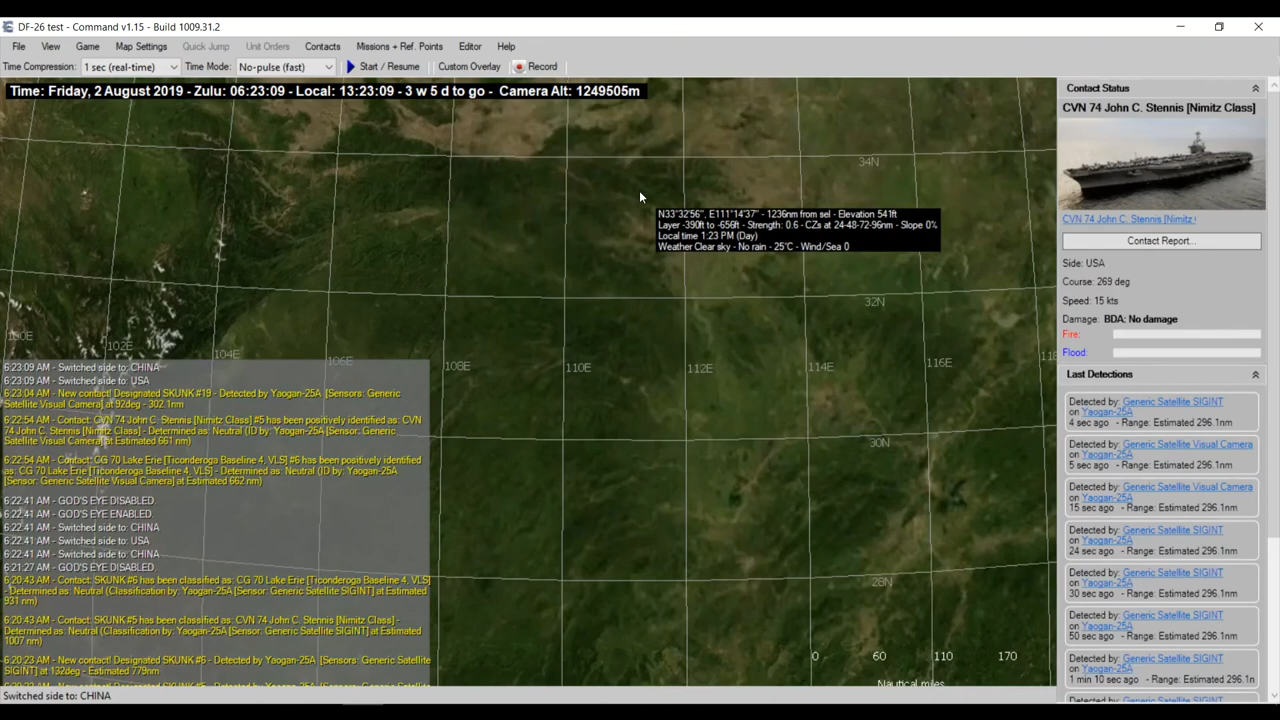 DF-26 test - Command v1.15 - Build 1009.31.2
File View Game Map Settings Quick Jump Unit Orders Contacts Missions + Ref. Points Editor Help
Time Compression: 1 sec (real-time) Time Mode: No-pulse (fast) Start / Resume Custom Overlay Record
Time: Friday, 2 August 2019 - Zulu: 06:23:09 - Local: 13:23:09 - 3 w 5 d to go - Camera Alt: 1249505m
34N
N33°32'56", E111°14'37" - 1236nm from sel - Elevation 541ft
Layer -390ft to -656ft - Strength: 0.6 - CZs at 24-48-72-96nm - Slope 0%
Local time 1:23 PM (Day)
Weather Clear sky - No rain - 25°C - Wind/Sea 0
32N
100E
102E
104E
106E
108E
110E
112E
114E
116E
118
30N
28N
0 60 110 170
Nautical miles
6:23:09 AM - Switched side to: CHINA
6:23:09 AM - Switched side to: USA
6:23:04 AM - New contact! Designated SKUNK #19 - Detected by Yaogan-25A [Sensors: Generic
Satellite Visual Camera] at 92deg - 302.1nm
6:22:54 AM - Contact: CVN 74 John C. Stennis [Nimitz Class] #5 has been positively identified as: CVN
74 John C. Stennis [Nimitz Class] - Determined as: Neutral (ID by: Yaogan-25A [Sensor: Generic
Satellite Visual Camera] at Estimated 661 nm)
6:22:54 AM - Contact: CG 70 Lake Erie [Ticonderoga Baseline 4, VLS] #6 has been positively identified
as: CG 70 Lake Erie [Ticonderoga Baseline 4, VLS] - Determined as: Neutral (ID by: Yaogan-25A
[Sensor: Generic Satellite Visual Camera] at Estimated 662 nm)
6:22:41 AM - GOD'S EYE DISABLED.
6:22:41 AM - GOD'S EYE ENABLED.
6:22:41 AM - Switched side to: CHINA
6:22:41 AM - Switched side to: USA
6:22:41 AM - Switched side to: CHINA
6:21:27 AM - GOD'S EYE DISABLED.
6:20:43 AM - Contact: SKUNK #6 has been classified as: CG 70 Lake Erie [Ticonderoga Baseline 4, VLS]
- Determined as: Neutral (Classification by: Yaogan-25A [Sensor: Generic Satellite SIGINT] at Estimated
931 nm)
6:20:43 AM - Contact: SKUNK #5 has been classified as: CVN 74 John C. Stennis [Nimitz Class] -
Determined as: Neutral (Classification by: Yaogan-25A [Sensor: Generic Satellite SIGINT] at Estimated
1007 nm)
6:20:23 AM - New contact! Designated SKUNK #6 - Detected by Yaogan-25A [Sensors: Generic Satellite
SIGINT] at 132deg - Estimated 779nm
Switched side to: CHINA
Contact Status
CVN 74 John C. Stennis [Nimitz Class]
CVN 74 John C. Stennis [Nimitz
Contact Report...
Side: USA
Course: 269 deg
Speed: 15 kts
Damage: BDA: No damage
Fire:
Flood:
Last Detections
Detected by: Generic Satellite SIGINT
on Yaogan-25A
4 sec ago - Range: Estimated 296.1nm
Detected by: Generic Satellite Visual Camera
on Yaogan-25A
5 sec ago - Range: Estimated 296.1nm
Detected by: Generic Satellite Visual Camera
on Yaogan-25A
15 sec ago - Range: Estimated 296.1nm
Detected by: Generic Satellite SIGINT
on Yaogan-25A
24 sec ago - Range: Estimated 296.1nm
Detected by: Generic Satellite SIGINT
on Yaogan-25A
30 sec ago - Range: Estimated 296.1nm
Detected by: Generic Satellite SIGINT
on Yaogan-25A
50 sec ago - Range: Estimated 296.1nm
Detected by: Generic Satellite SIGINT
on Yaogan-25A
1 min 10 sec ago - Range: Estimated 296.1n
Detected by: Generic Satellite SIGINT